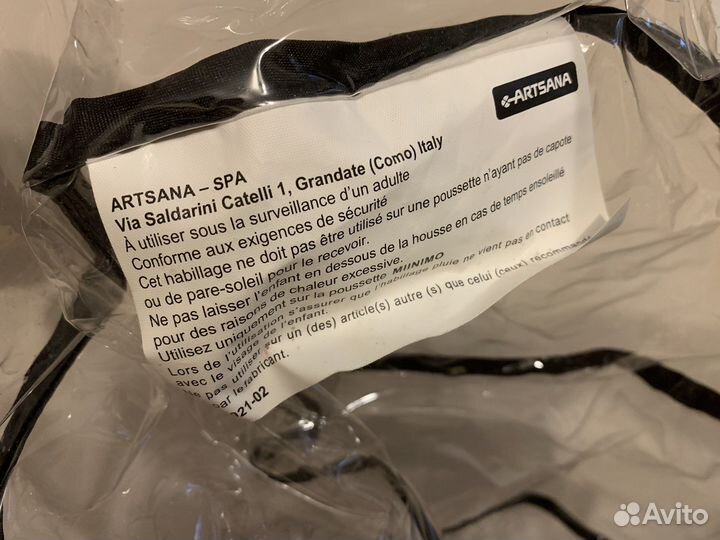 ARTSANA
ARTSANA – SPA
Via Saldarini Catelli 1, Grandate (Como) Italy
À utiliser sous la surveillance d'un adulte
Conforme aux exigences de sécurité
Cet habillage ne doit pas être utilisé sur une poussette n'ayant pas de capote
ou de pare-soleil pour le recevoir.
Ne pas laisser l'enfant en dessous de la housse en cas de temps ensoleillé
pour des raisons de chaleur excessive.
Utilisez uniquement sur la poussette MIINIMO
Lors de l'utilisation s'assurer que l'habillage pluie ne vient pas en contact
avec le visage de l'enfant.
Ne pas utiliser sur un (des) article(s) autre (s) que celui (ceux) recomman
par le fabricant.
021-02
Avito